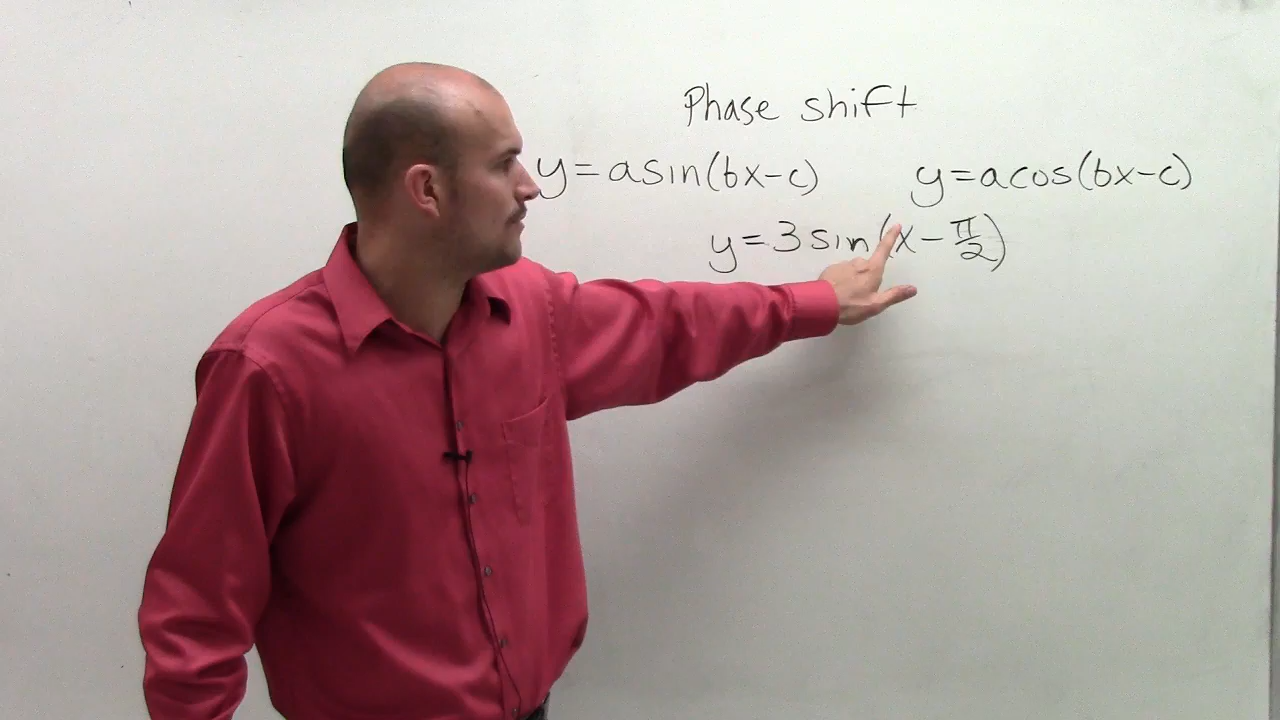 Phase shift
y=asin(bx-c) y=acos(bx-c)
y=3sin(x-π/2)